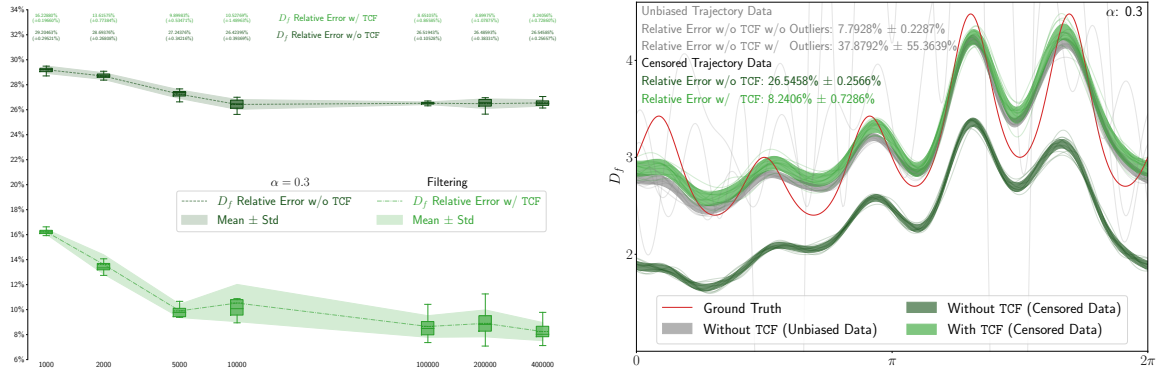 34%
32%
30%
28%
26%
24%
22%
20%
18%
16%
14%
12%
10%
8%
6%
D_f Relative Error w/ TCF
D_f Relative Error w/o TCF
α = 0.3 Filtering
D_f Relative Error w/o TCF D_f Relative Error w/ TCF
Mean ± Std Mean ± Std
1000 2000 5000 10000 100000 200000 400000
Unbiased Trajectory Data
α: 0.3
Relative Error w/o TCF w/o Outliers: 7.7928% ± 0.2287%
Relative Error w/o TCF w/ Outliers: 37.8792% ± 55.3639%
Censored Trajectory Data
Relative Error w/o TCF: 26.5458% ± 0.2566%
Relative Error w/ TCF: 8.2406% ± 0.7286%
4
3
2
D_f
Ground Truth Without TCF (Censored Data)
Without TCF (Unbiased Data) With TCF (Censored Data)
0 π 2π